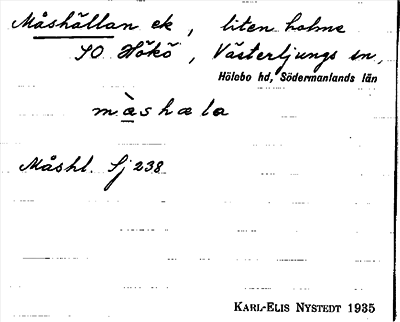 Måshällan ek, liten holme
SO Hökö, Västerljungs sn,
Hölebo hd, Södermanlands län
màshæla
Måshl. Sj 238
KARL-ELIS NYSTEDT 1935